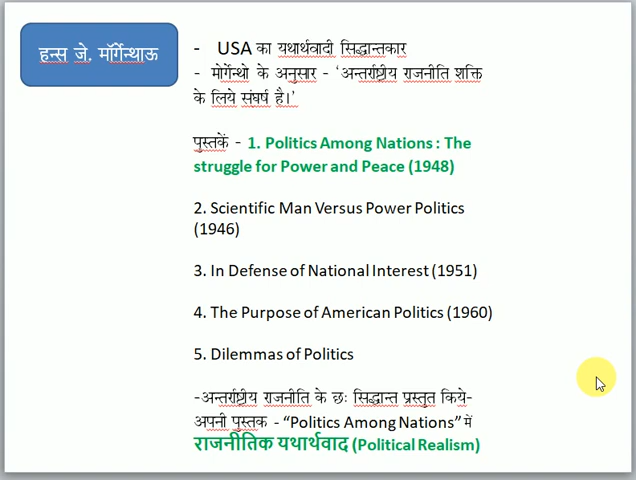 हन्स जे. मॉर्गेन्थाऊ
- USA का यथार्थवादी सिद्धान्तकार
- मोर्गेन्थो के अनुसार - 'अन्तर्राष्ट्रीय राजनीति शक्ति
के लिये संघर्ष है।'
पुस्तकें - 1. Politics Among Nations : The
struggle for Power and Peace (1948)
2. Scientific Man Versus Power Politics
(1946)
3. In Defense of National Interest (1951)
4. The Purpose of American Politics (1960)
5. Dilemmas of Politics
-अन्तर्राष्ट्रीय राजनीति के छः सिद्धान्त प्रस्तुत किये-
अपनी पुस्तक - "Politics Among Nations" में
राजनीतिक यथार्थवाद (Political Realism)